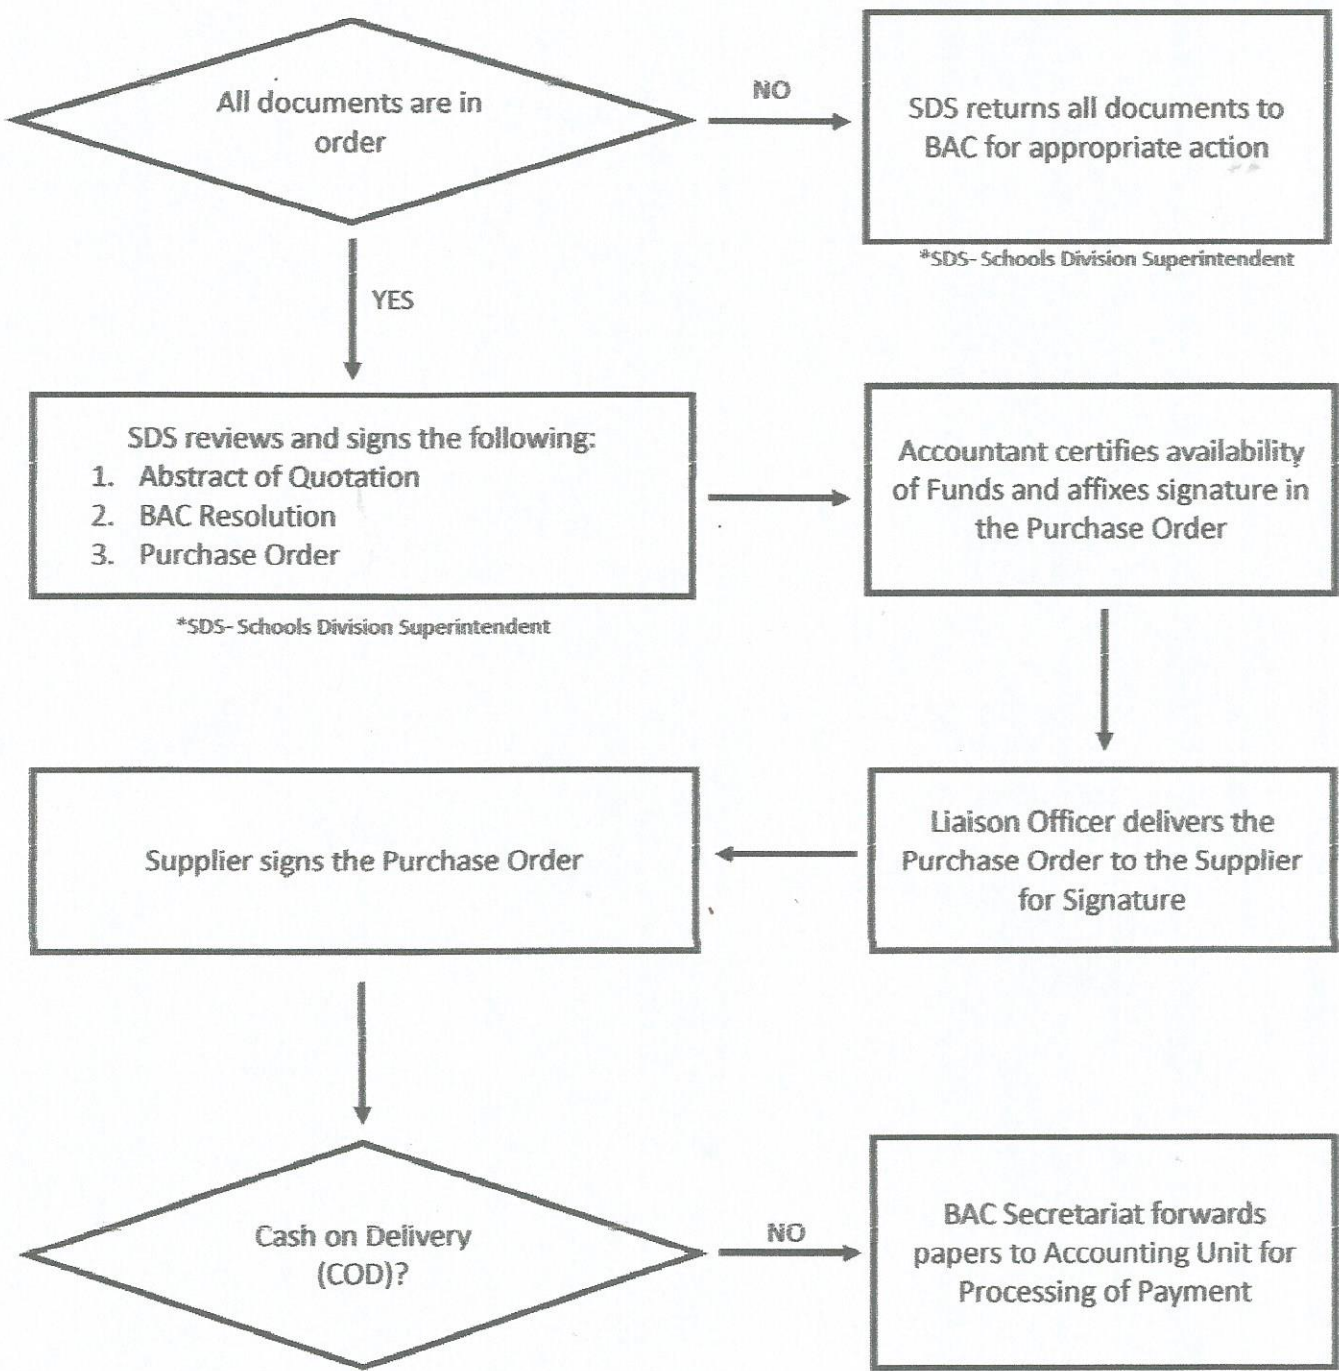 All documents are in
order
NO
SDS returns all documents to
BAC for appropriate action
*SDS- Schools Division Superintendent
YES
SDS reviews and signs the following:
1. Abstract of Quotation
2. BAC Resolution
3. Purchase Order
*SDS- Schools Division Superintendent
Accountant certifies availability
of Funds and affixes signature in
the Purchase Order
Liaison Officer delivers the
Purchase Order to the Supplier
for Signature
Supplier signs the Purchase Order
Cash on Delivery
(COD)?
NO
BAC Secretariat forwards
papers to Accounting Unit for
Processing of Payment